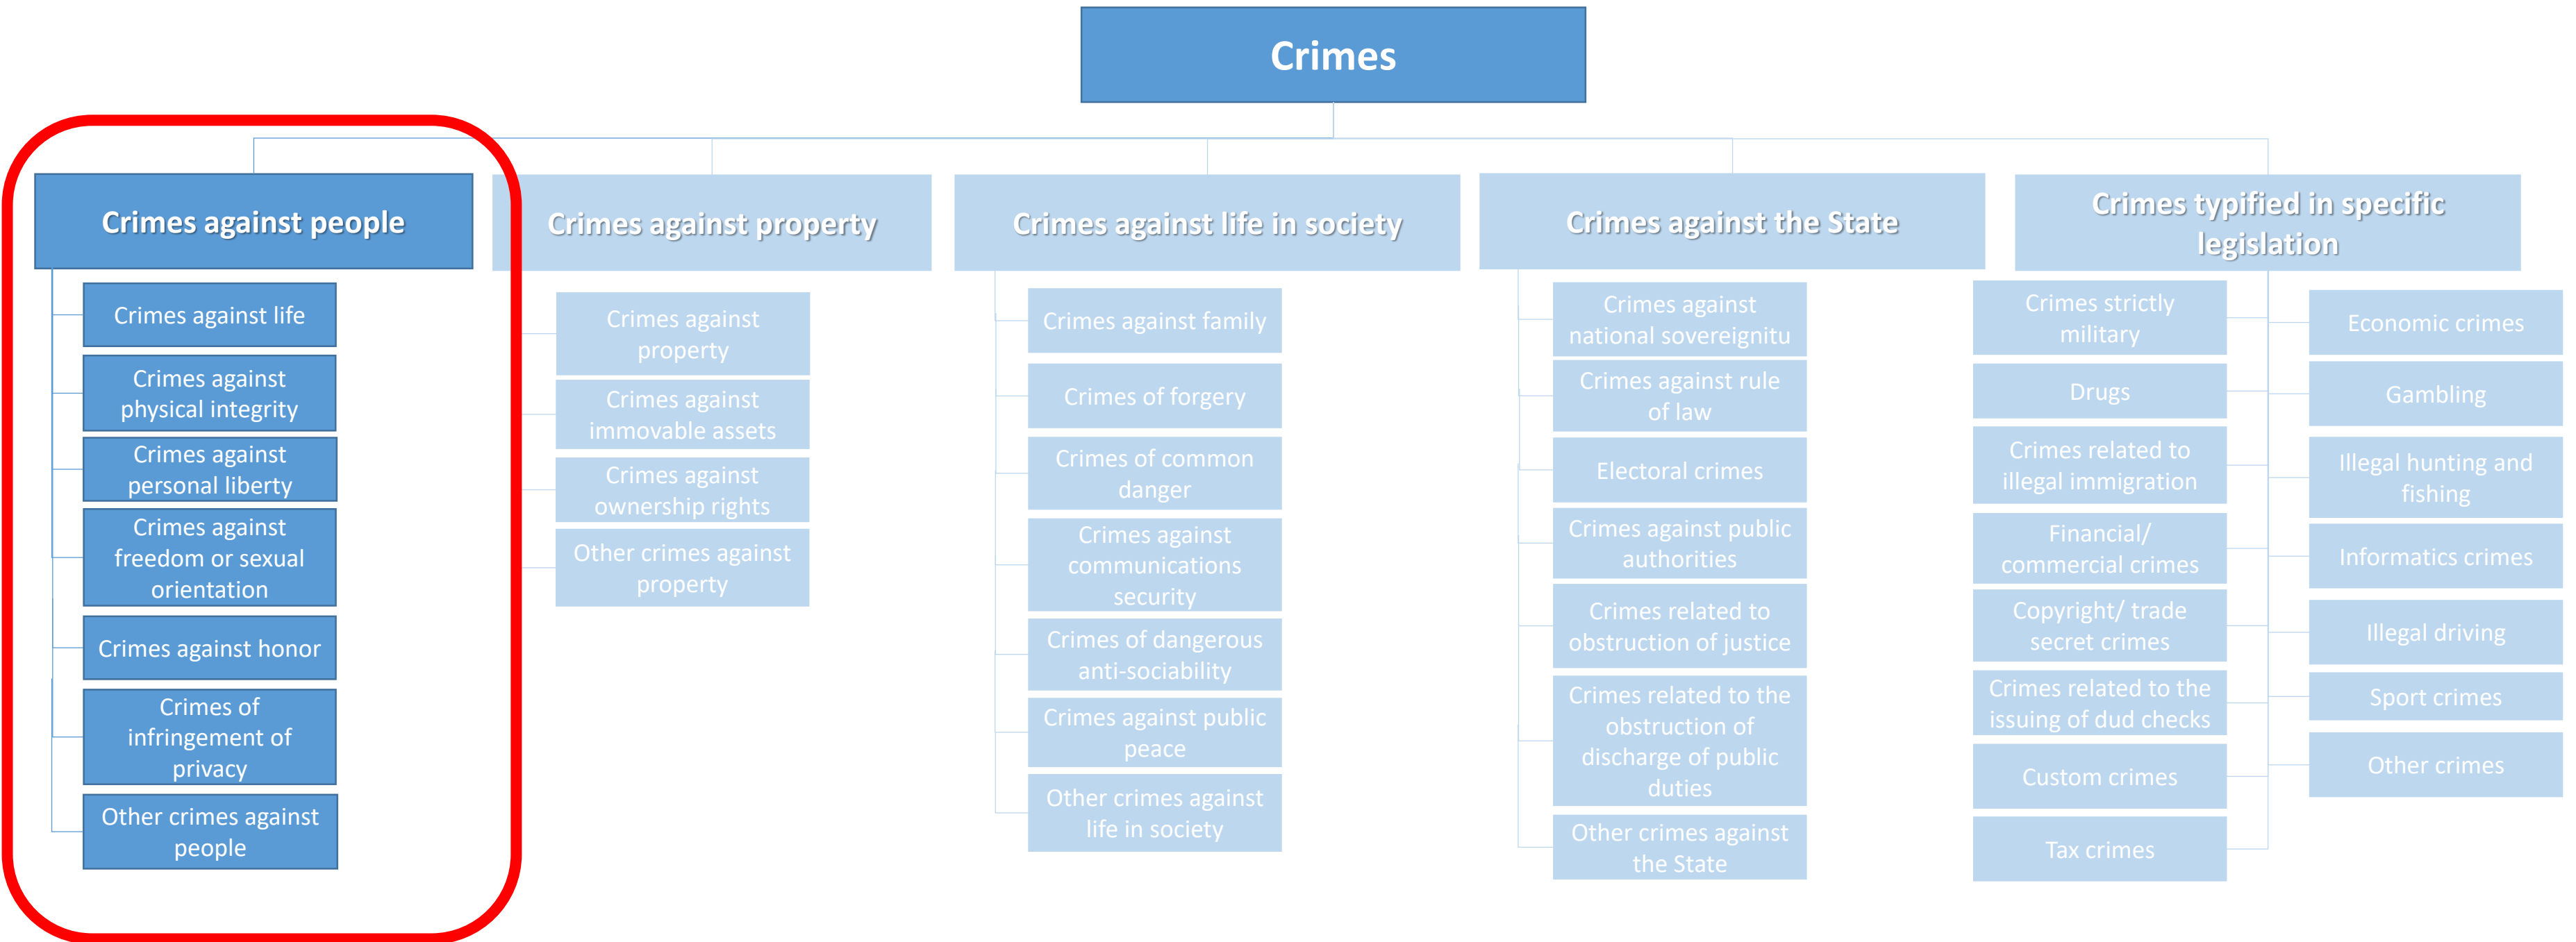 Crimes
Crimes against people
Crimes against life
Crimes against
physical integrity
Crimes against
personal liberty
Crimes against
freedom or sexual
orientation
Crimes against honor
Crimes of
infringement of
privacy
Other crimes against
people
Crimes against property
Crimes against
property
Crimes against
immovable assets
Crimes against
ownership rights
Other crimes against
property
Crimes against life in society
Crimes against family
Crimes of forgery
Crimes of common
danger
Crimes against
communications
security
Crimes of dangerous
anti-sociability
Crimes against public
peace
Other crimes against
life in society
Crimes against the State
Crimes against
national sovereignitu
Crimes against rule
of law
Electoral crimes
Crimes against public
authorities
Crimes related to
obstruction of justice
Crimes related to the
obstruction of
discharge of public
duties
Other crimes against
the State
Crimes typified in specific
legislation
Crimes strictly
military
Drugs
Crimes related to
illegal immigration
Financial/
commercial crimes
Copyright/ trade
secret crimes
Crimes related to the
issuing of dud checks
Custom crimes
Tax crimes
Economic crimes
Gambling
Illegal hunting and
fishing
Informatics crimes
Illegal driving
Sport crimes
Other crimes